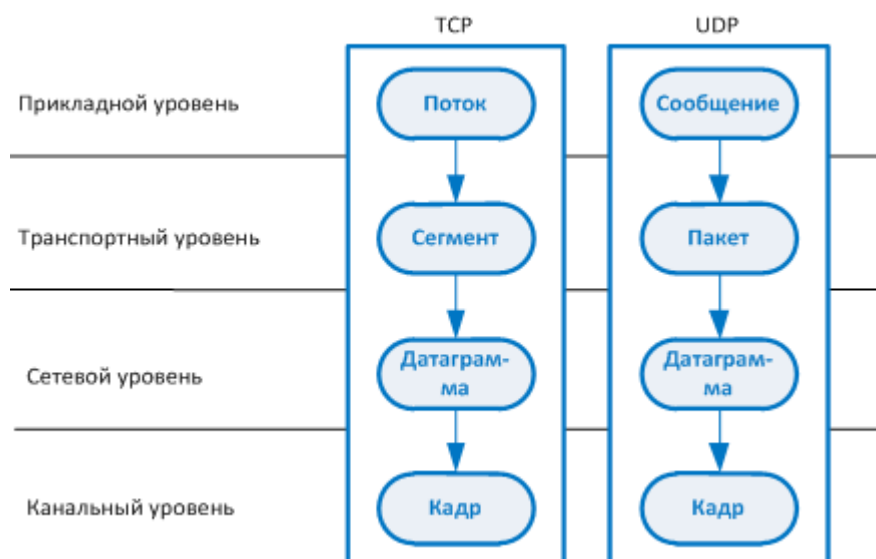 TCP UDP
Прикладной уровень Поток Сообщение
Транспортный уровень Сегмент Пакет
Сетевой уровень Датаграм- Датаграм-
ма ма
Канальный уровень Кадр Кадр